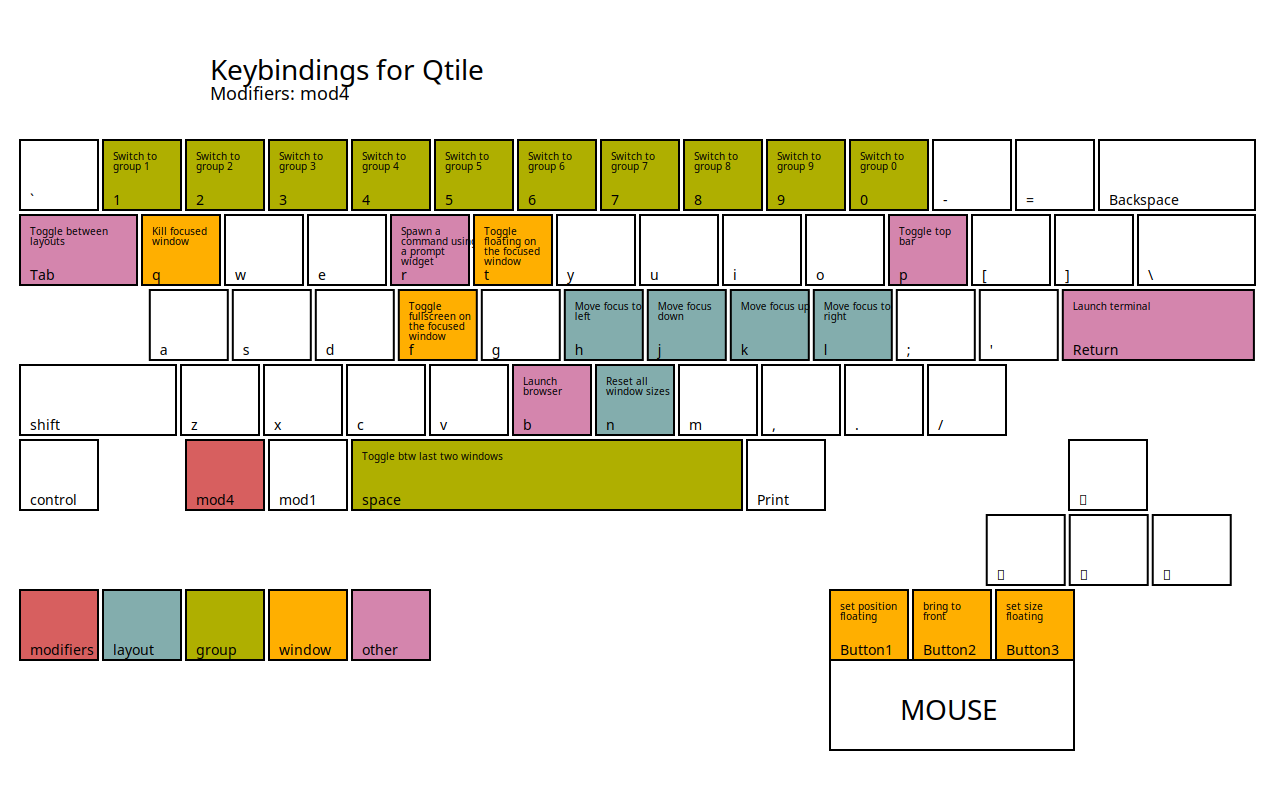 Keybindings for Qtile
Modifiers: mod4
`
Switch to
group 1
1
Switch to
group 2
2
Switch to
group 3
3
Switch to
group 4
4
Switch to
group 5
5
Switch to
group 6
6
Switch to
group 7
7
Switch to
group 8
8
Switch to
group 9
9
Switch to
group 0
0
-
=
Backspace
Toggle between
layouts
Tab
Kill focused
window
q
w
e
Spawn a
command using
a prompt
widget
r
Toggle
floating on
the focused
window
t
y
u
i
o
Toggle top
bar
p
[
]
\
a
s
d
Toggle
fullscreen on
the focused
window
f
g
Move focus to
left
h
Move focus
down
j
Move focus up
k
Move focus to
right
l
;
'
Launch terminal
Return
shift
z
x
c
v
Launch
browser
b
Reset all
window sizes
n
m
,
.
/
control
mod4
mod1
Toggle btw last two windows
space
Print
modifiers
layout
group
window
other
set position
floating
Button1
bring to
front
Button2
set size
floating
Button3
MOUSE